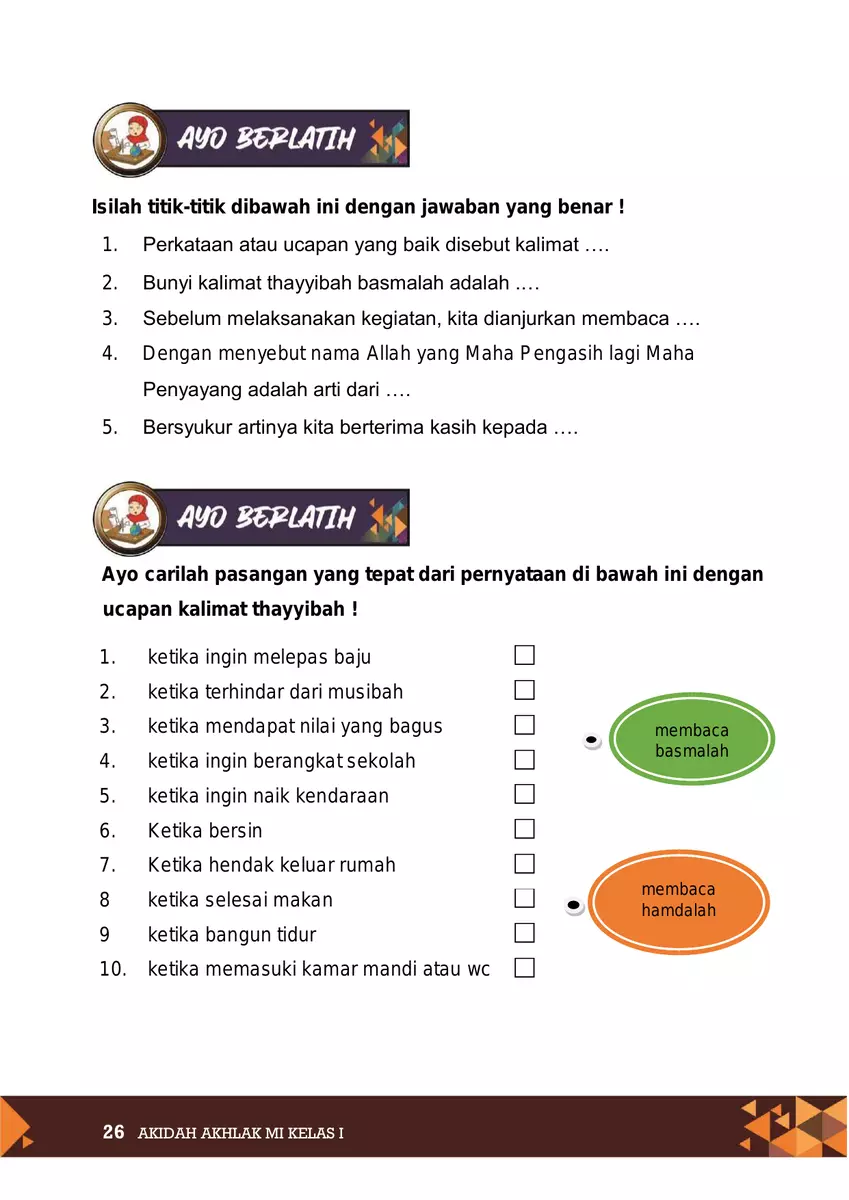 AYO BERLATIH
Isilah titik-titik dibawah ini dengan jawaban yang benar !
1. Perkataan atau ucapan yang baik disebut kalimat ….
2. Bunyi kalimat thayyibah basmalah adalah .…
3. Sebelum melaksanakan kegiatan, kita dianjurkan membaca ….
4. Dengan menyebut nama Allah yang Maha Pengasih lagi Maha
Penyayang adalah arti dari ….
5. Bersyukur artinya kita berterima kasih kepada ….
AYO BERLATIH
Ayo carilah pasangan yang tepat dari pernyataan di bawah ini dengan
ucapan kalimat thayyibah !
1. ketika ingin melepas baju
2. ketika terhindar dari musibah
3. ketika mendapat nilai yang bagus
4. ketika ingin berangkat sekolah
5. ketika ingin naik kendaraan
6. Ketika bersin
7. Ketika hendak keluar rumah
8 ketika selesai makan
9 ketika bangun tidur
10. ketika memasuki kamar mandi atau wc
membaca
basmalah
membaca
hamdalah
26 AKIDAH AKHLAK MI KELAS I